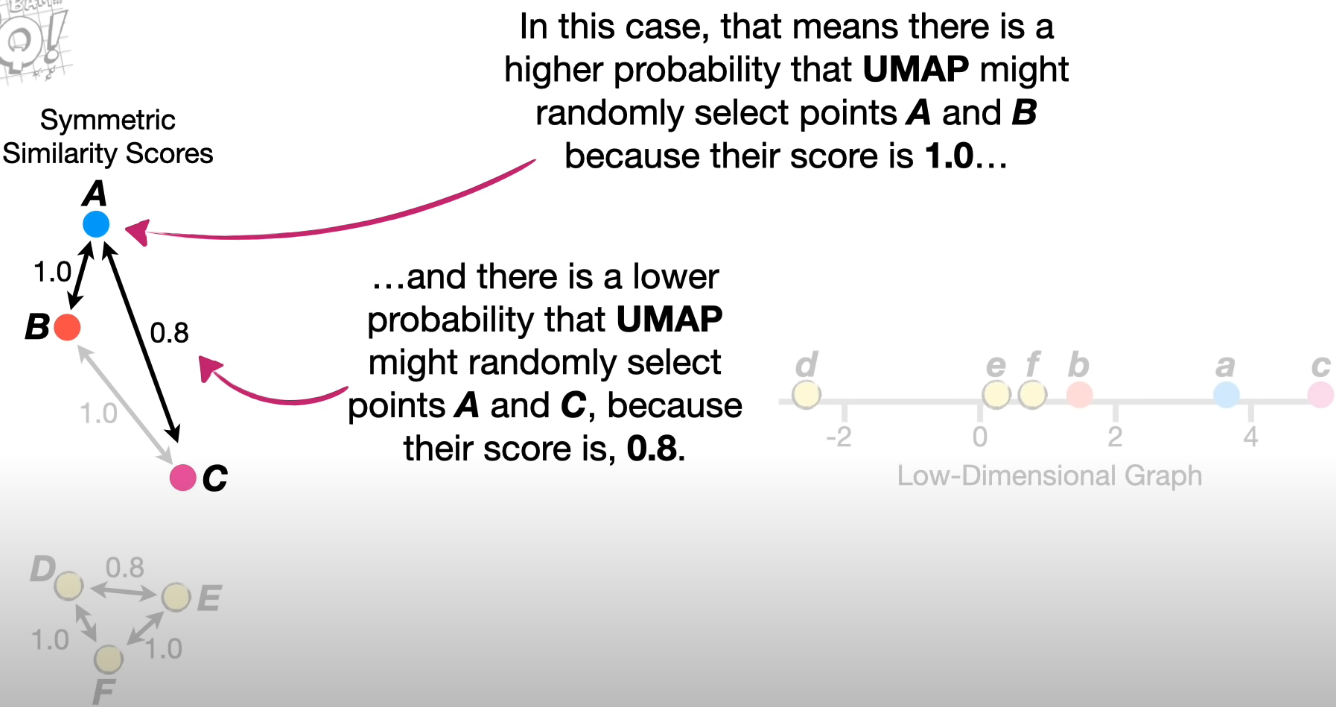 BAM...
Q!
In this case, that means there is a
higher probability that UMAP might
randomly select points A and B
because their score is 1.0...
Symmetric
Similarity Scores
A
1.0
B
0.8
1.0
C
...and there is a lower
probability that UMAP
might randomly select
points A and C, because
their score is, 0.8.
d e f b a c
-2 0 2 4
Low-Dimensional Graph
D 0.8
E
1.0 1.0
F